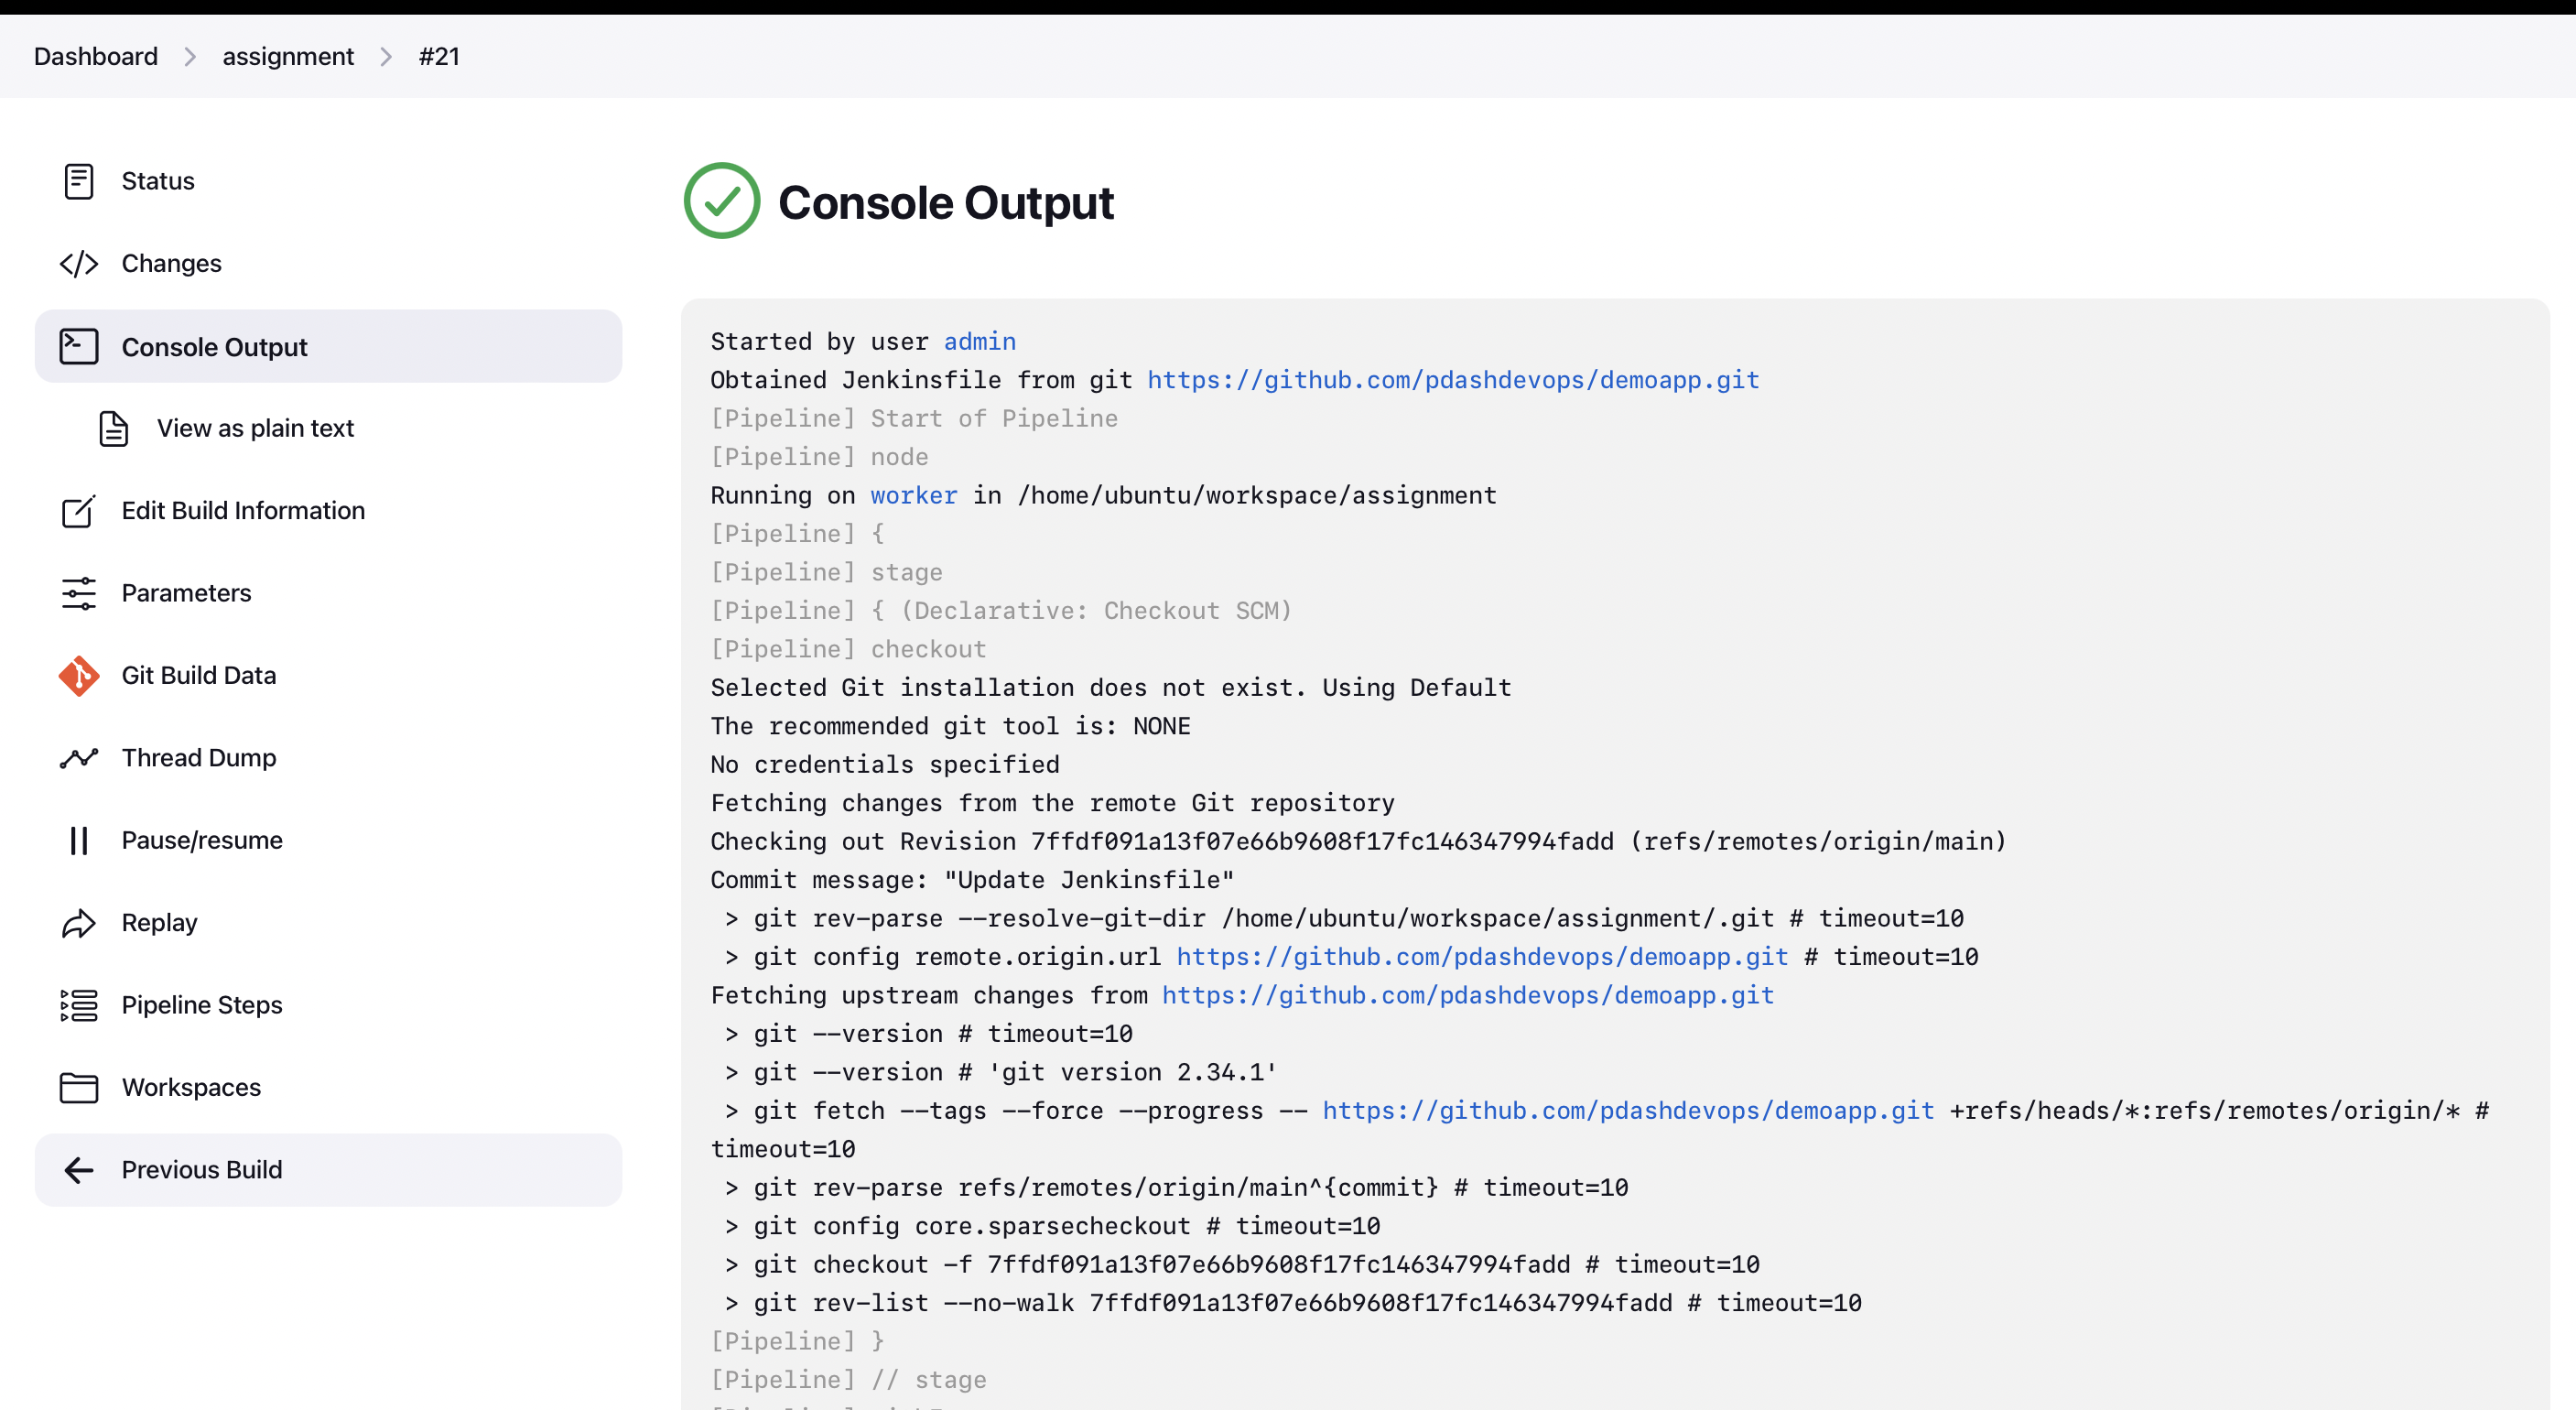 Dashboard > assignment > #21
Status
Changes
Console Output
View as plain text
Edit Build Information
Parameters
Git Build Data
Thread Dump
Pause/resume
Replay
Pipeline Steps
Workspaces
Previous Build
Console Output
Started by user admin
Obtained Jenkinsfile from git https://github.com/pdashdevops/demoapp.git
[Pipeline] Start of Pipeline
[Pipeline] node
Running on worker in /home/ubuntu/workspace/assignment
[Pipeline] {
[Pipeline] stage
[Pipeline] { (Declarative: Checkout SCM)
[Pipeline] checkout
Selected Git installation does not exist. Using Default
The recommended git tool is: NONE
No credentials specified
Fetching changes from the remote Git repository
Checking out Revision 7ffdf091a13f07e66b9608f17fc146347994fadd (refs/remotes/origin/main)
Commit message: "Update Jenkinsfile"
 > git rev-parse --resolve-git-dir /home/ubuntu/workspace/assignment/.git # timeout=10
 > git config remote.origin.url https://github.com/pdashdevops/demoapp.git # timeout=10
Fetching upstream changes from https://github.com/pdashdevops/demoapp.git
 > git --version # timeout=10
 > git --version # 'git version 2.34.1'
 > git fetch --tags --force --progress -- https://github.com/pdashdevops/demoapp.git +refs/heads/*:refs/remotes/origin/* #
timeout=10
 > git rev-parse refs/remotes/origin/main^{commit} # timeout=10
 > git config core.sparsecheckout # timeout=10
 > git checkout -f 7ffdf091a13f07e66b9608f17fc146347994fadd # timeout=10
 > git rev-list --no-walk 7ffdf091a13f07e66b9608f17fc146347994fadd # timeout=10
[Pipeline] }
[Pipeline] // stage